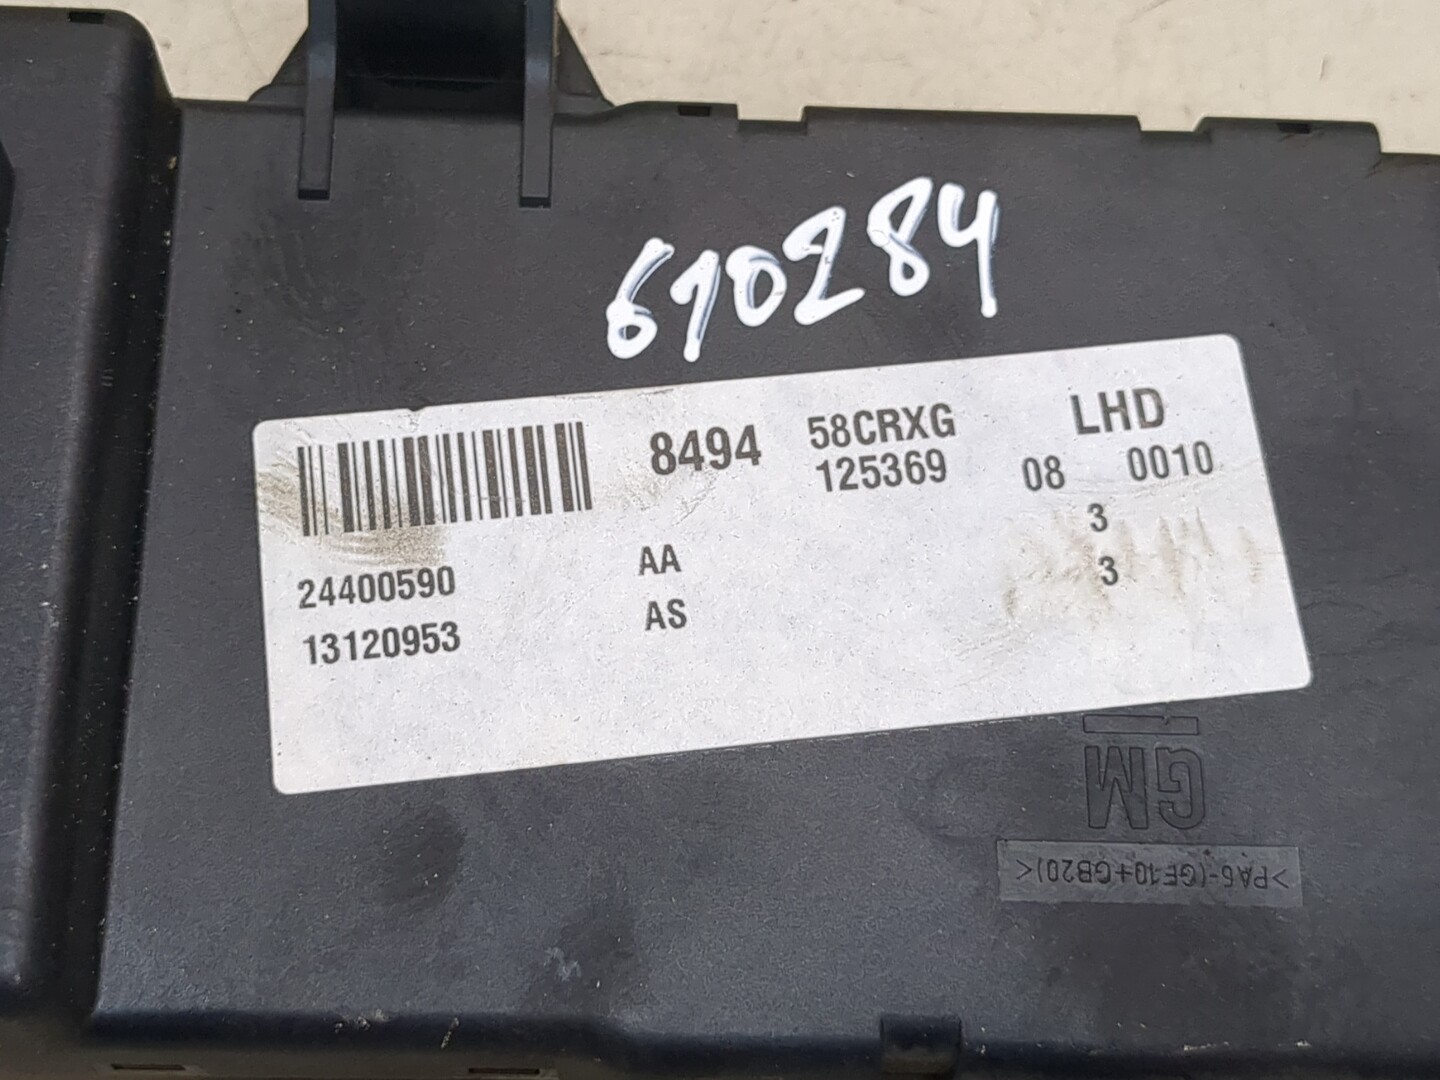 610284
8494 58CRXG LHD
125369 08 0010
3
24400590 AA 3
13120953 AS
GM
>PA6-(GF10+GB20)<